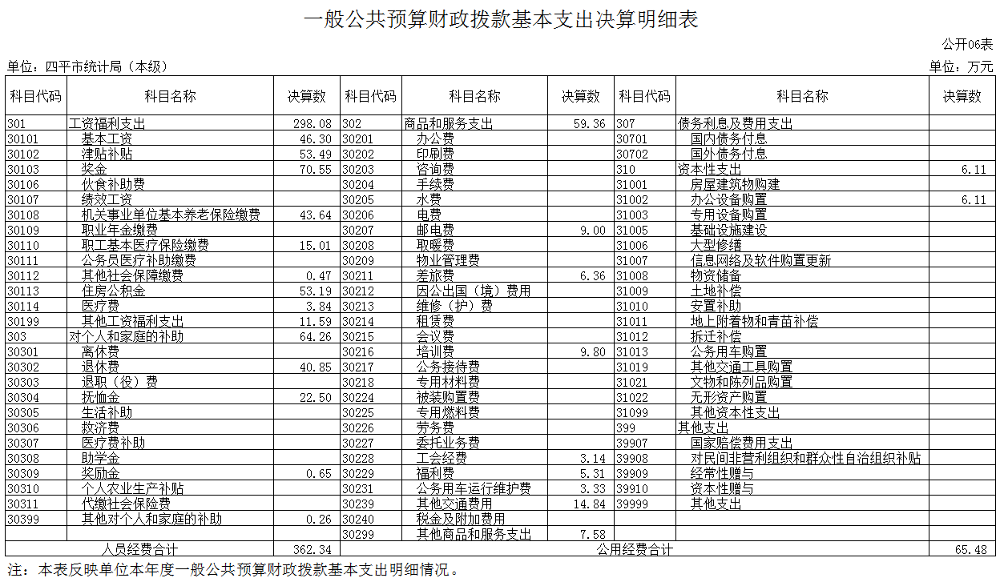 一般公共预算财政拨款基本支出决算明细表
公开06表
单位：四平市统计局（本级） 单位：万元
科目代码 科目名称 决算数 科目代码 科目名称 决算数 科目代码 科目名称 决算数
301 工资福利支出 298.08 302 商品和服务支出 59.36 307 债务利息及费用支出
30101 基本工资 46.30 30201 办公费 30701 国内债务付息
30102 津贴补贴 53.49 30202 印刷费 30702 国外债务付息
30103 奖金 70.55 30203 咨询费 310 资本性支出 6.11
30106 伙食补助费 30204 手续费 31001 房屋建筑物购建
30107 绩效工资 30205 水费 31002 办公设备购置 6.11
30108 机关事业单位基本养老保险缴费 43.64 30206 电费 31003 专用设备购置
30109 职业年金缴费 30207 邮电费 9.00 31005 基础设施建设
30110 职工基本医疗保险缴费 15.01 30208 取暖费 31006 大型修缮
30111 公务员医疗补助缴费 30209 物业管理费 31007 信息网络及软件购置更新
30112 其他社会保障缴费 0.47 30211 差旅费 6.36 31008 物资储备
30113 住房公积金 53.19 30212 因公出国（境）费用 31009 土地补偿
30114 医疗费 3.84 30213 维修（护）费 31010 安置补助
30199 其他工资福利支出 11.59 30214 租赁费 31011 地上附着物和青苗补偿
303 对个人和家庭的补助 64.26 30215 会议费 31012 拆迁补偿
30301 离休费 30216 培训费 9.80 31013 公务用车购置
30302 退休费 40.85 30217 公务接待费 31019 其他交通工具购置
30303 退职（役）费 30218 专用材料费 31021 文物和陈列品购置
30304 抚恤金 22.50 30224 被装购置费 31022 无形资产购置
30305 生活补助 30225 专用燃料费 31099 其他资本性支出
30306 救济费 30226 劳务费 399 其他支出
30307 医疗费补助 30227 委托业务费 39907 国家赔偿费用支出
30308 助学金 30228 工会经费 3.14 39908 对民间非营利组织和群众性自治组织补贴
30309 奖励金 0.65 30229 福利费 5.31 39909 经常性赠与
30310 个人农业生产补贴 30231 公务用车运行维护费 3.33 39910 资本性赠与
30311 代缴社会保险费 30239 其他交通费用 14.84 39999 其他支出
30399 其他对个人和家庭的补助 0.26 30240 税金及附加费用
30299 其他商品和服务支出 7.58
人员经费合计 362.34 公用经费合计 65.48
注：本表反映单位本年度一般公共预算财政拨款基本支出明细情况。